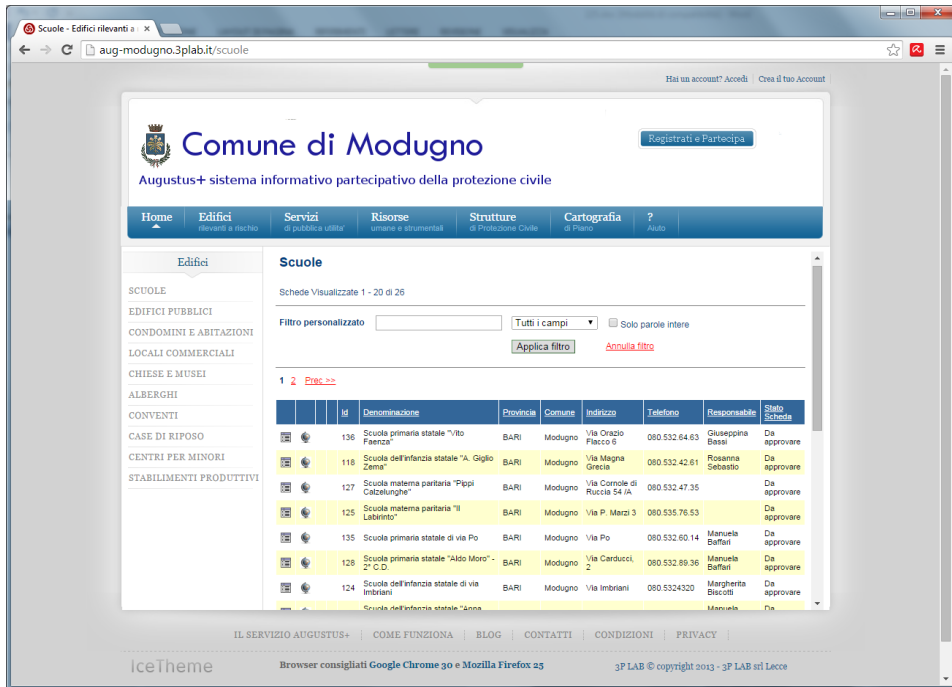 Scuole - Edifici rilevanti a
aug-modugno.3plab.it/scuole
Hai un account? Accedi | Crea il tuo Account
Comune di Modugno
Registrati e Partecipa
Augustus+ sistema informativo partecipativo della protezione civile
Home Edifici Servizi Risorse Strutture Cartografia ?
rilevanti a rischio di pubblica utilita' umane e strumentali di Protezione Civile di Piano Aiuto
Edifici
SCUOLE
EDIFICI PUBBLICI
CONDOMINI E ABITAZIONI
LOCALI COMMERCIALI
CHIESE E MUSEI
ALBERGHI
CONVENTI
CASE DI RIPOSO
CENTRI PER MINORI
STABILIMENTI PRODUTTIVI
Scuole
Schede Visualizzate 1 - 20 di 26
Filtro personalizzato Tutti i campi Solo parole intere
Applica filtro Annulla filtro
1 2 Prec >>
Id Denominazione Provincia Comune Indirizzo Telefono Responsabile Stato Scheda
136 Scuola primaria statale "Vito Faenza" BARI Modugno Via Orazio Flacco 6 080.532.64.63 Giuseppina Bassi Da approvare
118 Scuola dell'infanzia statale "A. Giglio Zema" BARI Modugno Via Magna Grecia 080.532.42.61 Rosanna Sebastio Da approvare
127 Scuola materna paritaria "Pippi Calzelunghe" BARI Modugno Via Cornole di Ruccia 54 /A 080.532.47.35 Da approvare
125 Scuola materna paritaria "Il Labirinto" BARI Modugno Via P. Marzi 3 080.535.76.53 Da approvare
135 Scuola primaria statale di via Po BARI Modugno Via Po 080.532.60.14 Manuela Baffari Da approvare
128 Scuola primaria statale "Aldo Moro" - 2° C.D. BARI Modugno Via Carducci, 2 080.532.89.36 Manuela Baffari Da approvare
124 Scuola dell'infanzia statale di via Imbriani BARI Modugno Via Imbriani 080.5324320 Margherita Biscotti Da approvare
Scuola dell'infanzia statale "Anna Manuela Da
IL SERVIZIO AUGUSTUS+ | COME FUNZIONA | BLOG | CONTATTI | CONDIZIONI | PRIVACY |
IceTheme
Browser consigliati Google Chrome 30 e Mozilla Firefox 25
3P LAB © copyright 2013 - 3P LAB srl Lecce